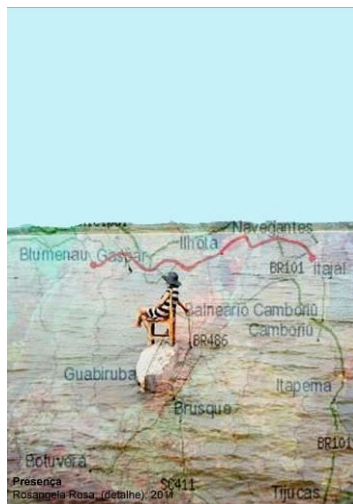 Navegantes
Ilhota
Blumenau Gaspar
BR101 Itajaí
Balneário Camboriú
Camboriú
BR486
Guabiruba
Itapema
Brusque
BR101
Botuverá
Presença
SC411
Rosangela Rosa, (detalhe), 2011
Tijucas